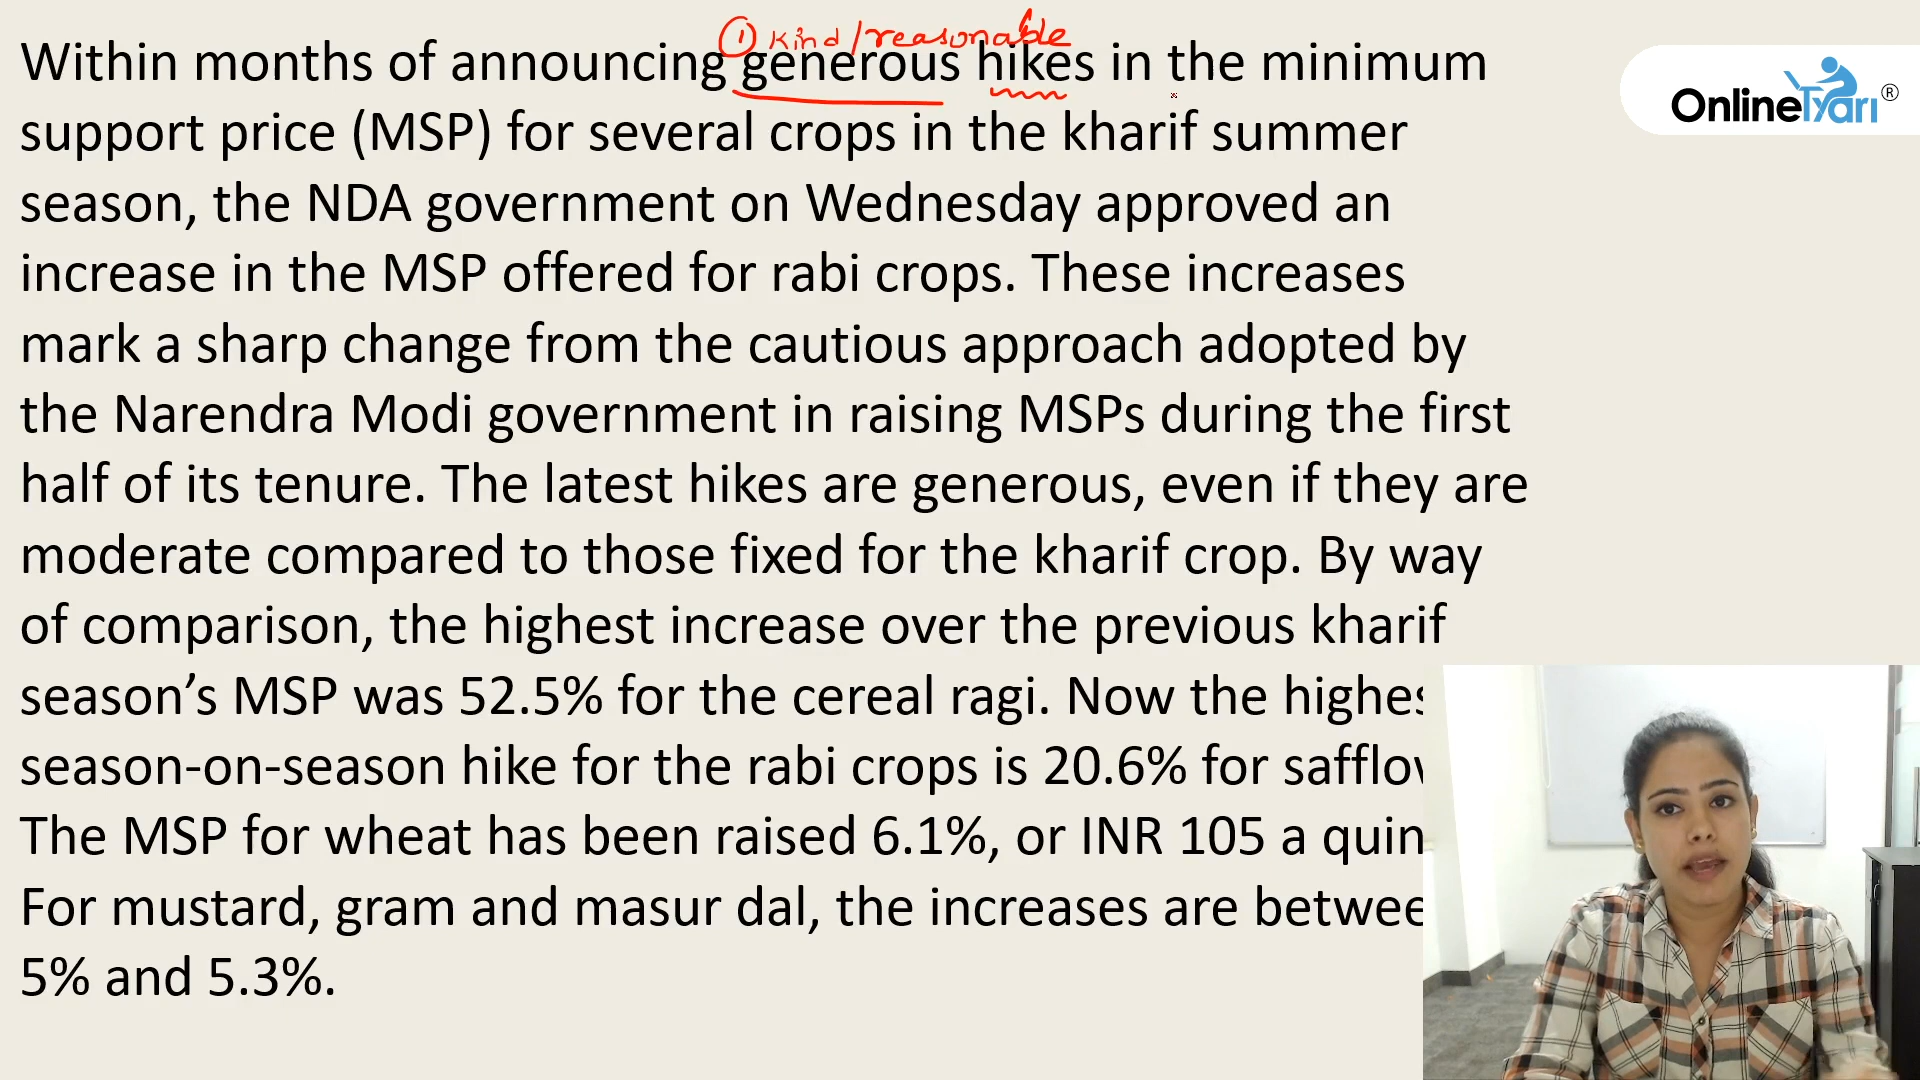 ① Kind/reasonable
Within months of announcing generous hikes in the minimum
support price (MSP) for several crops in the kharif summer
season, the NDA government on Wednesday approved an
increase in the MSP offered for rabi crops. These increases
mark a sharp change from the cautious approach adopted by
the Narendra Modi government in raising MSPs during the first
half of its tenure. The latest hikes are generous, even if they are
moderate compared to those fixed for the kharif crop. By way
of comparison, the highest increase over the previous kharif
season’s MSP was 52.5% for the cereal ragi. Now the
season-on-season hike for the rabi crops is 20.6% for
The MSP for wheat has been raised 6.1%, or INR 105 a
For mustard, gram and masur dal, the increases are
5% and 5.3%.
OnlineTyari ®